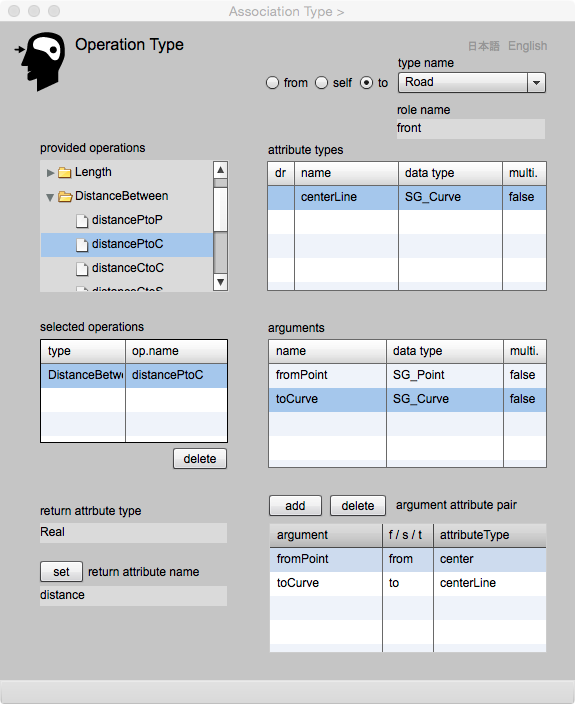 Association Type >
Operation Type
日本語 English
type name
from self to Road
role name
front
provided operations
Length
DistanceBetween
distancePtoP
distancePtoC
distanceCtoC
distanceCtoS
attribute types
dr name data type multi.
centerLine SG_Curve false
selected operations
type op.name
DistanceBetwe distancePtoC
delete
arguments
name data type multi.
fromPoint SG_Point false
toCurve SG_Curve false
return attrbute type
Real
set return attribute name
distance
add delete argument attribute pair
argument f / s / t attributeType
fromPoint from center
toCurve to centerLine